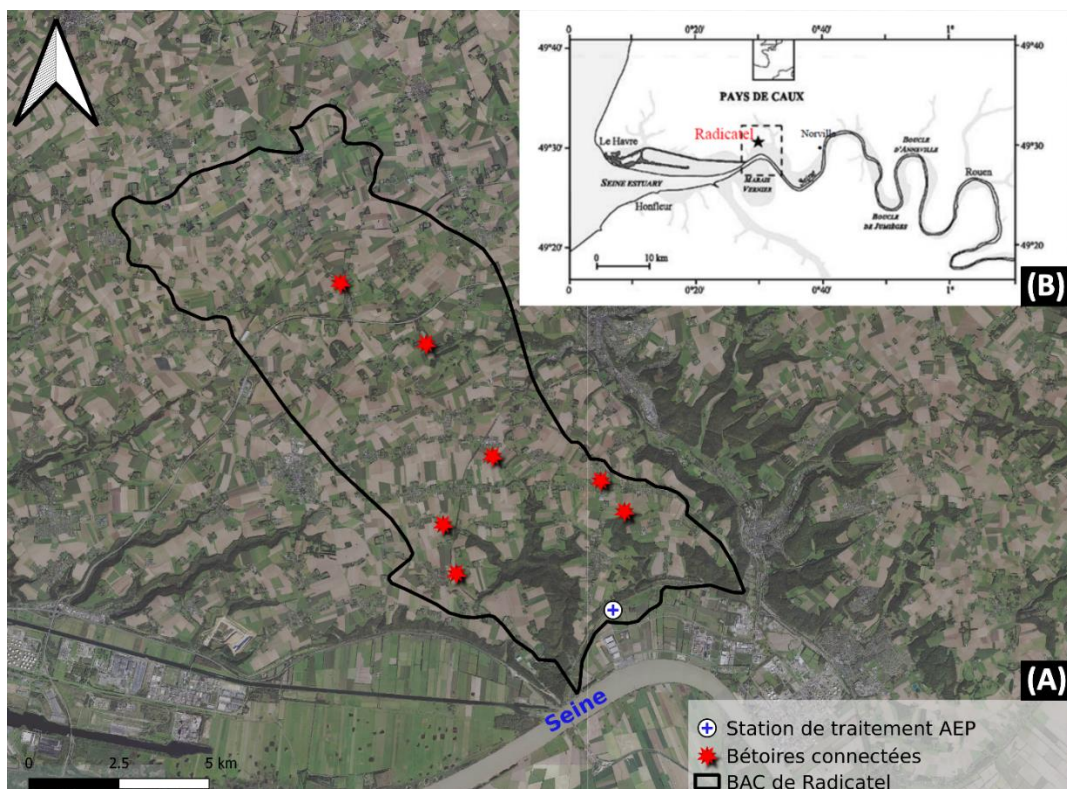 49°40'
49°40
PAYS DE CAUX
Radicatel
Norville
BOUCLE
D'ANNEVILLE
Le Havre
49°30
49°30
Rouen
SEINE ESTUARY
MARAIS
VERNIER
Honfleur
BOUCLE
DE JUMIÈGES
49°20
49°20
0
10 km
0
0°20'
0°40
1°
0
0°20'
0°40
1°
(B)
Seine
(A)
Station de traitement AEP
Bétoires connectées
BAC de Radicatel
0
2.5
5 km